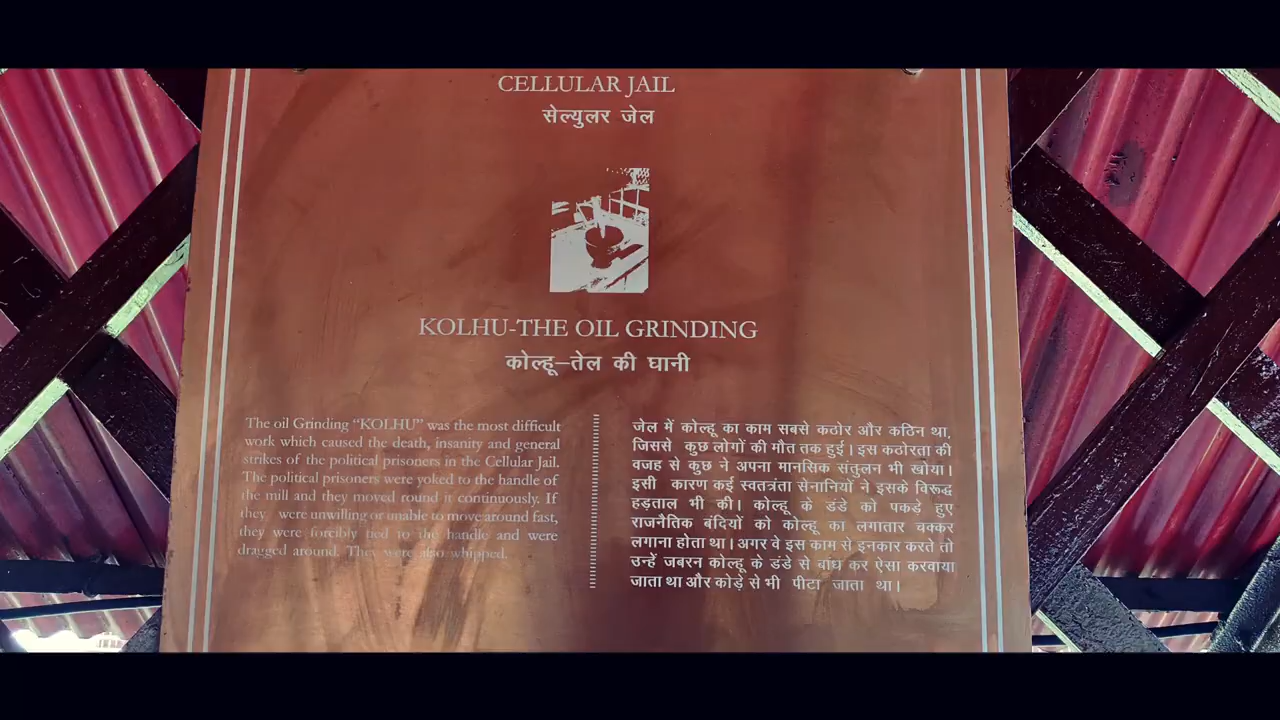 CELLULAR JAIL
सेल्युलर जेल
KOLHU-THE OIL GRINDING
कोल्हू–तेल की घानी
The oil Grinding “KOLHU” was the most difficult
work which caused the death, insanity and general
strikes of the political prisoners in the Cellular Jail.
The political prisoners were yoked to the handle of
the mill and they moved round it continuously. If
they were unwilling or unable to move around fast,
they were forcibly tied to the handle and were
dragged around. They were also whipped.
जेल में कोल्हू का काम सबसे कठोर और कठिन था,
जिससे कुछ लोगों की मौत तक हुई। इस कठोरता की
वजह से कुछ ने अपना मानसिक संतुलन भी खोया।
इसी कारण कई स्वतत्रंता सेनानियों ने इसके विरूद्ध
हड़ताल भी की। कोल्हू के डंडे को पकड़े हुए
राजनैतिक बंदियों को कोल्हू का लगातार चक्कर
लगाना होता था। अगर वे इस काम से इनकार करते तो
उन्हें जबरन कोल्हू के डंडे से बांध कर ऐसा करवाया
जाता था और कोड़े से भी पीटा जाता था।